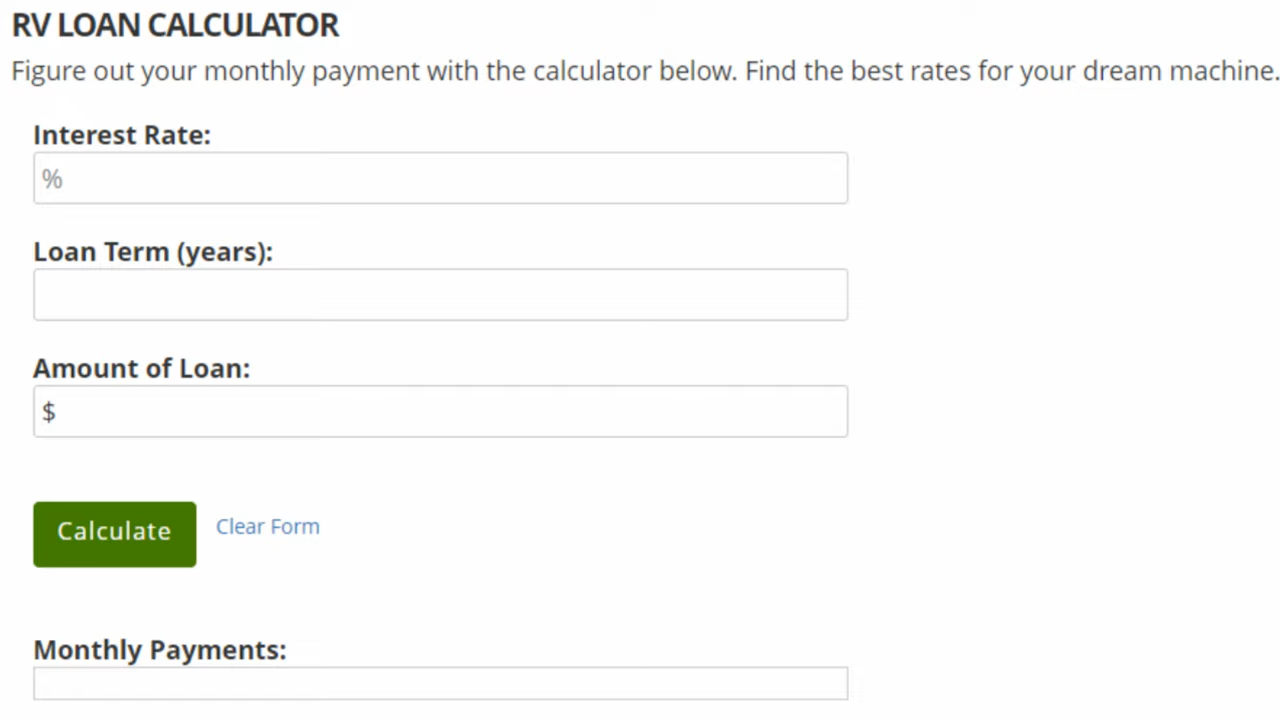 RV LOAN CALCULATOR
Figure out your monthly payment with the calculator below. Find the best rates for your dream machine.
Interest Rate:
%
Loan Term (years):
Amount of Loan:
$
Calculate Clear Form
Monthly Payments: